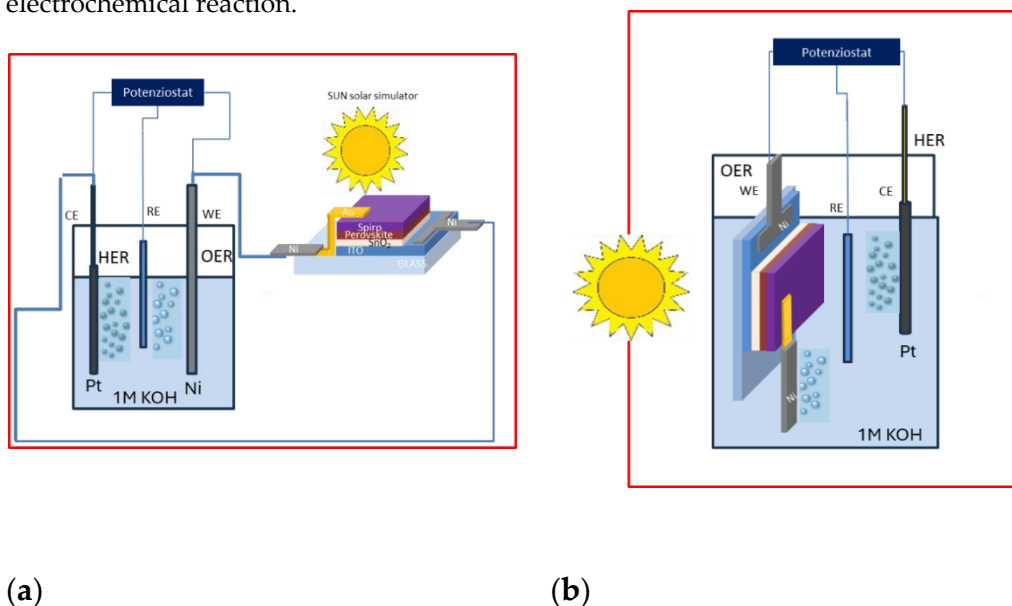 electrochemical reaction.
Potenziostat
SUN solar simulator
CE
RE
WE
HER
OER
Au
Spiro
Perovskite
SnO₂
ITO
GLASS
Ni
Ni
Pt
Ni
1M KOH
Potenziostat
HER
OER
WE
CE
RE
Ni
Ni
Pt
1M KOH
(a)
(b)